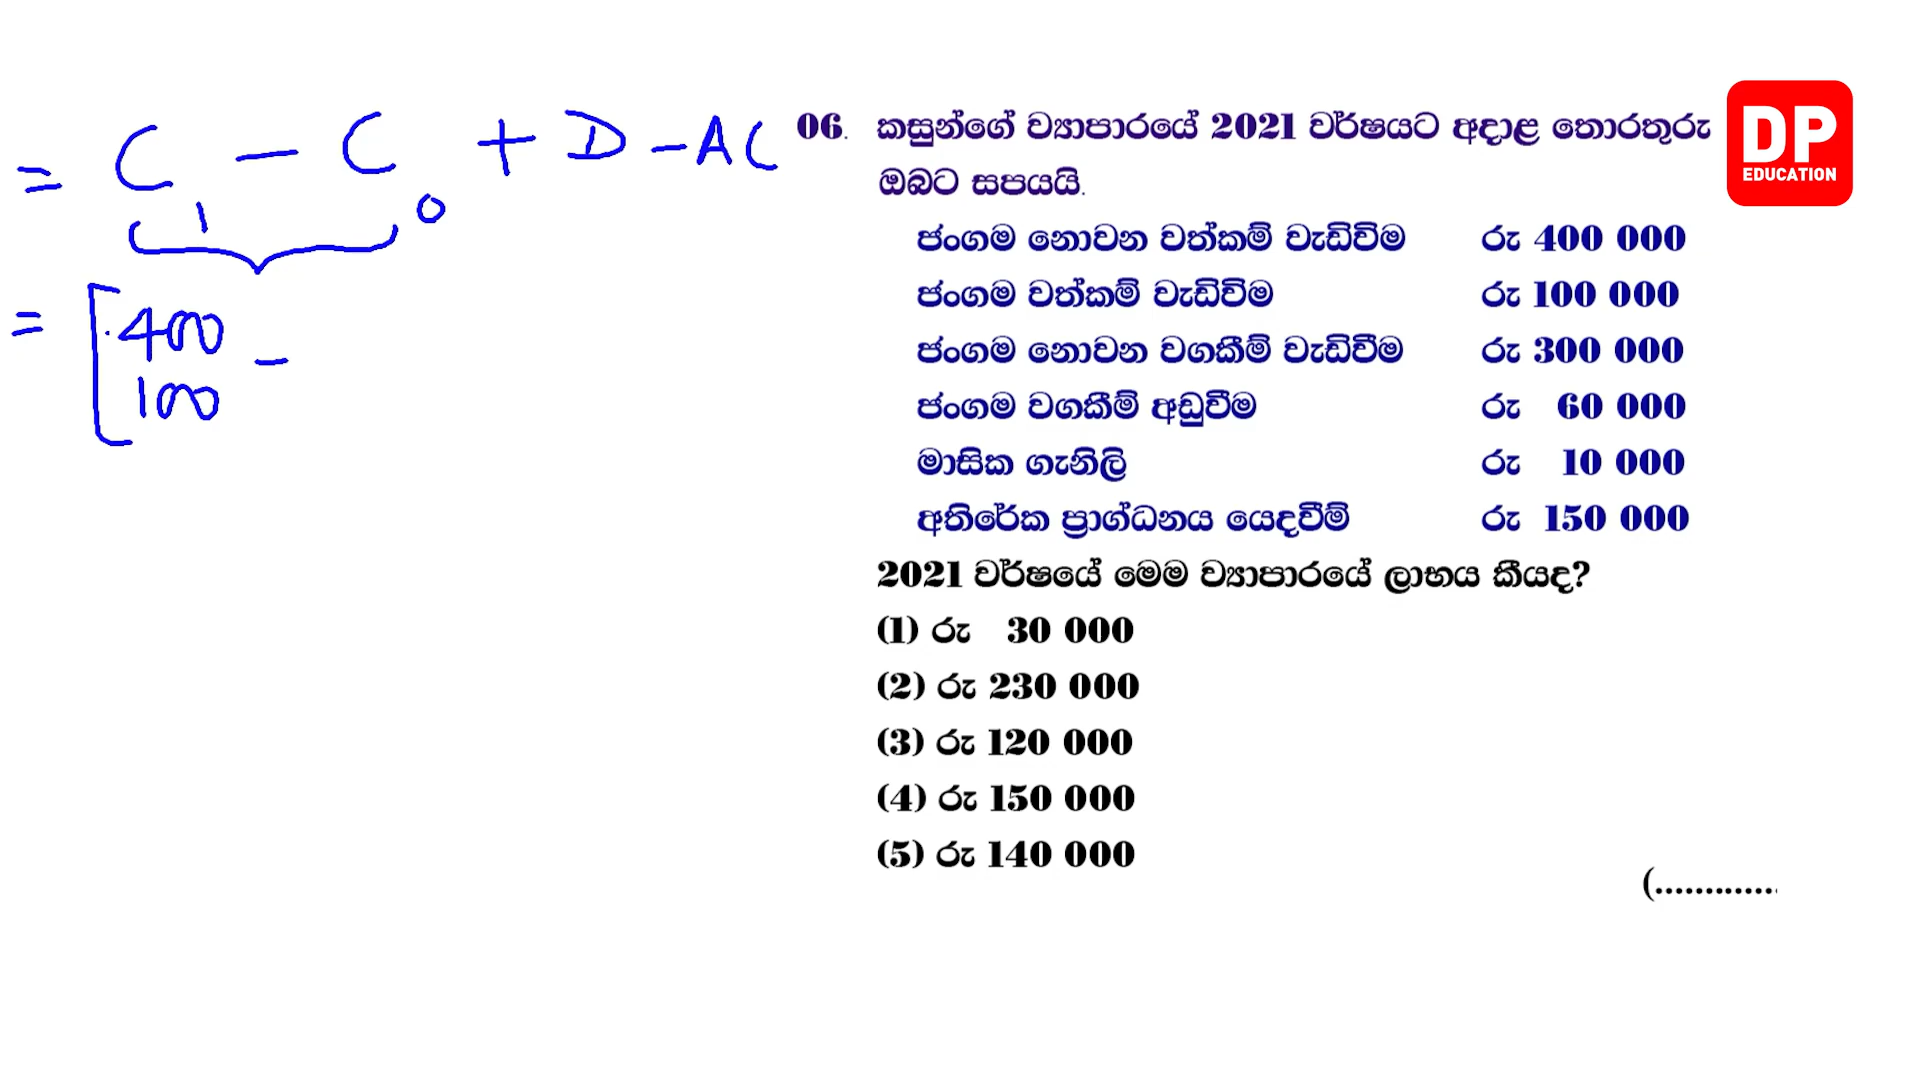 = C₁ - C₀ + D - AC
= [400 -
100
06. කසුන්ගේ ව්‍යාපාරයේ 2021 වර්ෂයට අදාළ තොරතුරු
ඔබට සපයයි.
ජංගම නොවන වත්කම් වැඩිවිම රු 400 000
ජංගම වත්කම් වැඩිවිම රු 100 000
ජංගම නොවන වගකීම් වැඩිවීම රු 300 000
ජංගම වගකීම් අඩුවීම රු 60 000
මාසික ගැනිලි රු 10 000
අතිරේක ප්‍රාග්ධනය යෙදවීම් රු 150 000
2021 වර්ෂයේ මෙම ව්‍යාපාරයේ ලාභය කීයද?
(1) රු 30 000
(2) රු 230 000
(3) රු 120 000
(4) රු 150 000
(5) රු 140 000
(.............
DP
EDUCATION